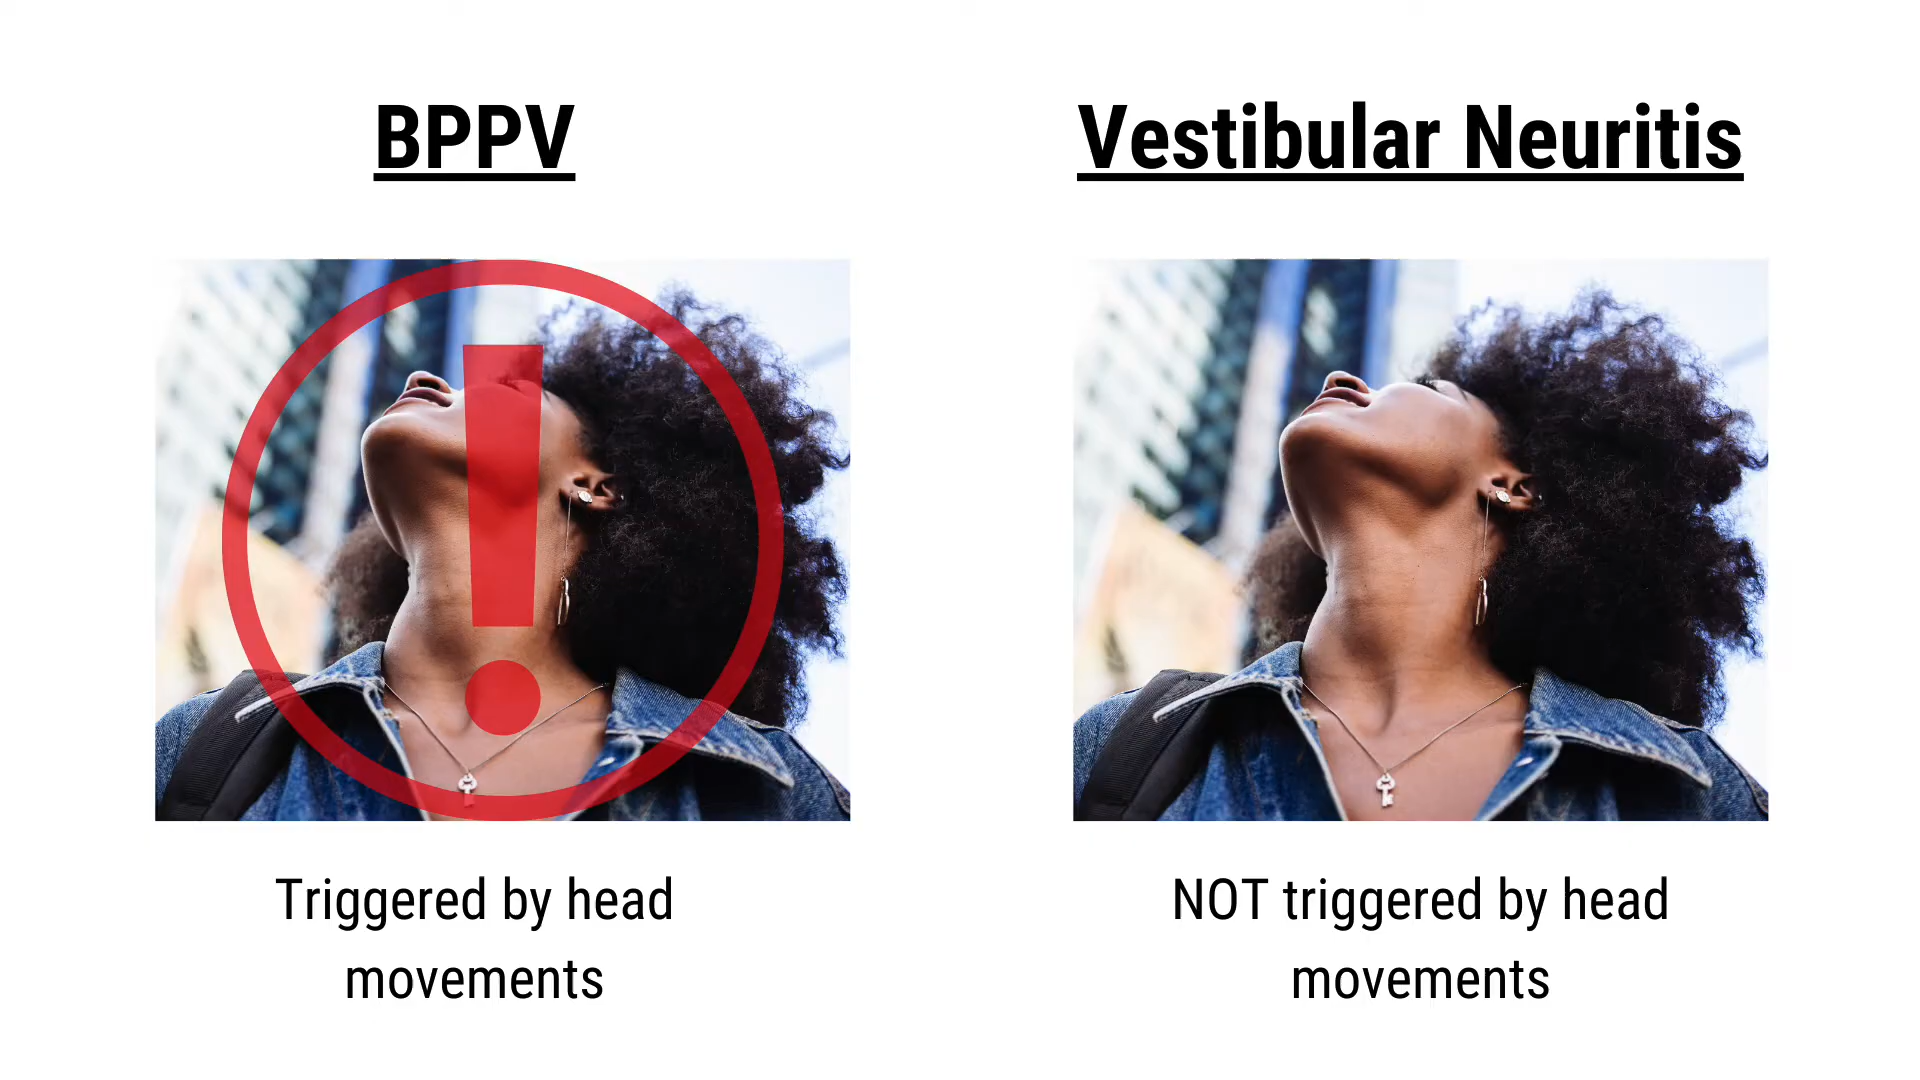 BPPV
Vestibular Neuritis
Triggered by head
movements
NOT triggered by head
movements